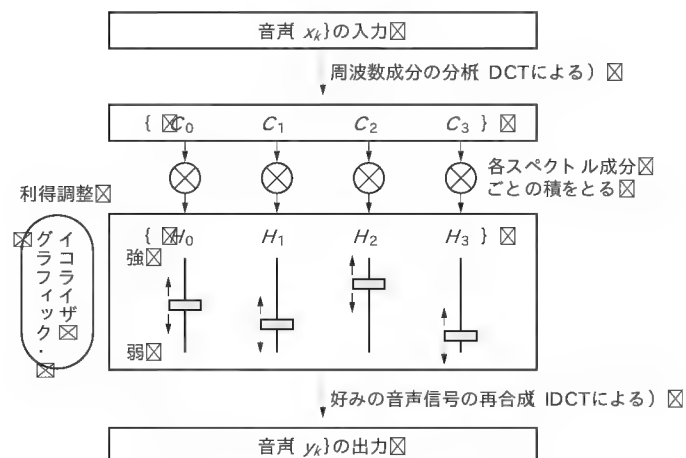 音声{ xk}の入力
周波数成分の分析( DCTによる)
{ C0 C1 C2 C3 }
各スペクトル成分
ごとの積をとる
利得調整
{ H0 H1 H2 H3 }
強
弱
グラフィック・
イコライザ
好みの音声信号の再合成( IDCTによる)
音声{ yk}の出力